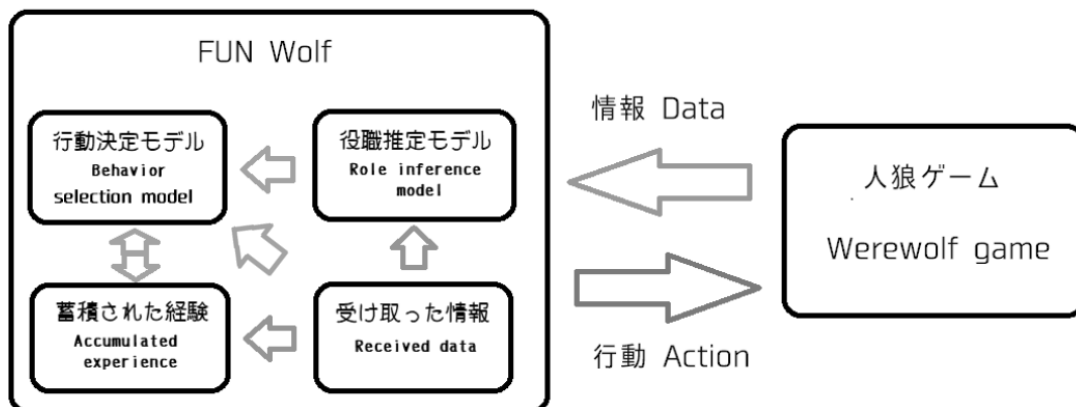 FUN Wolf
行動決定モデル
Behavior
selection model
役職推定モデル
Role inference
model
蓄積された経験
Accumulated
experience
受け取った情報
Received data
情報 Data
行動 Action
人狼ゲーム
Werewolf game